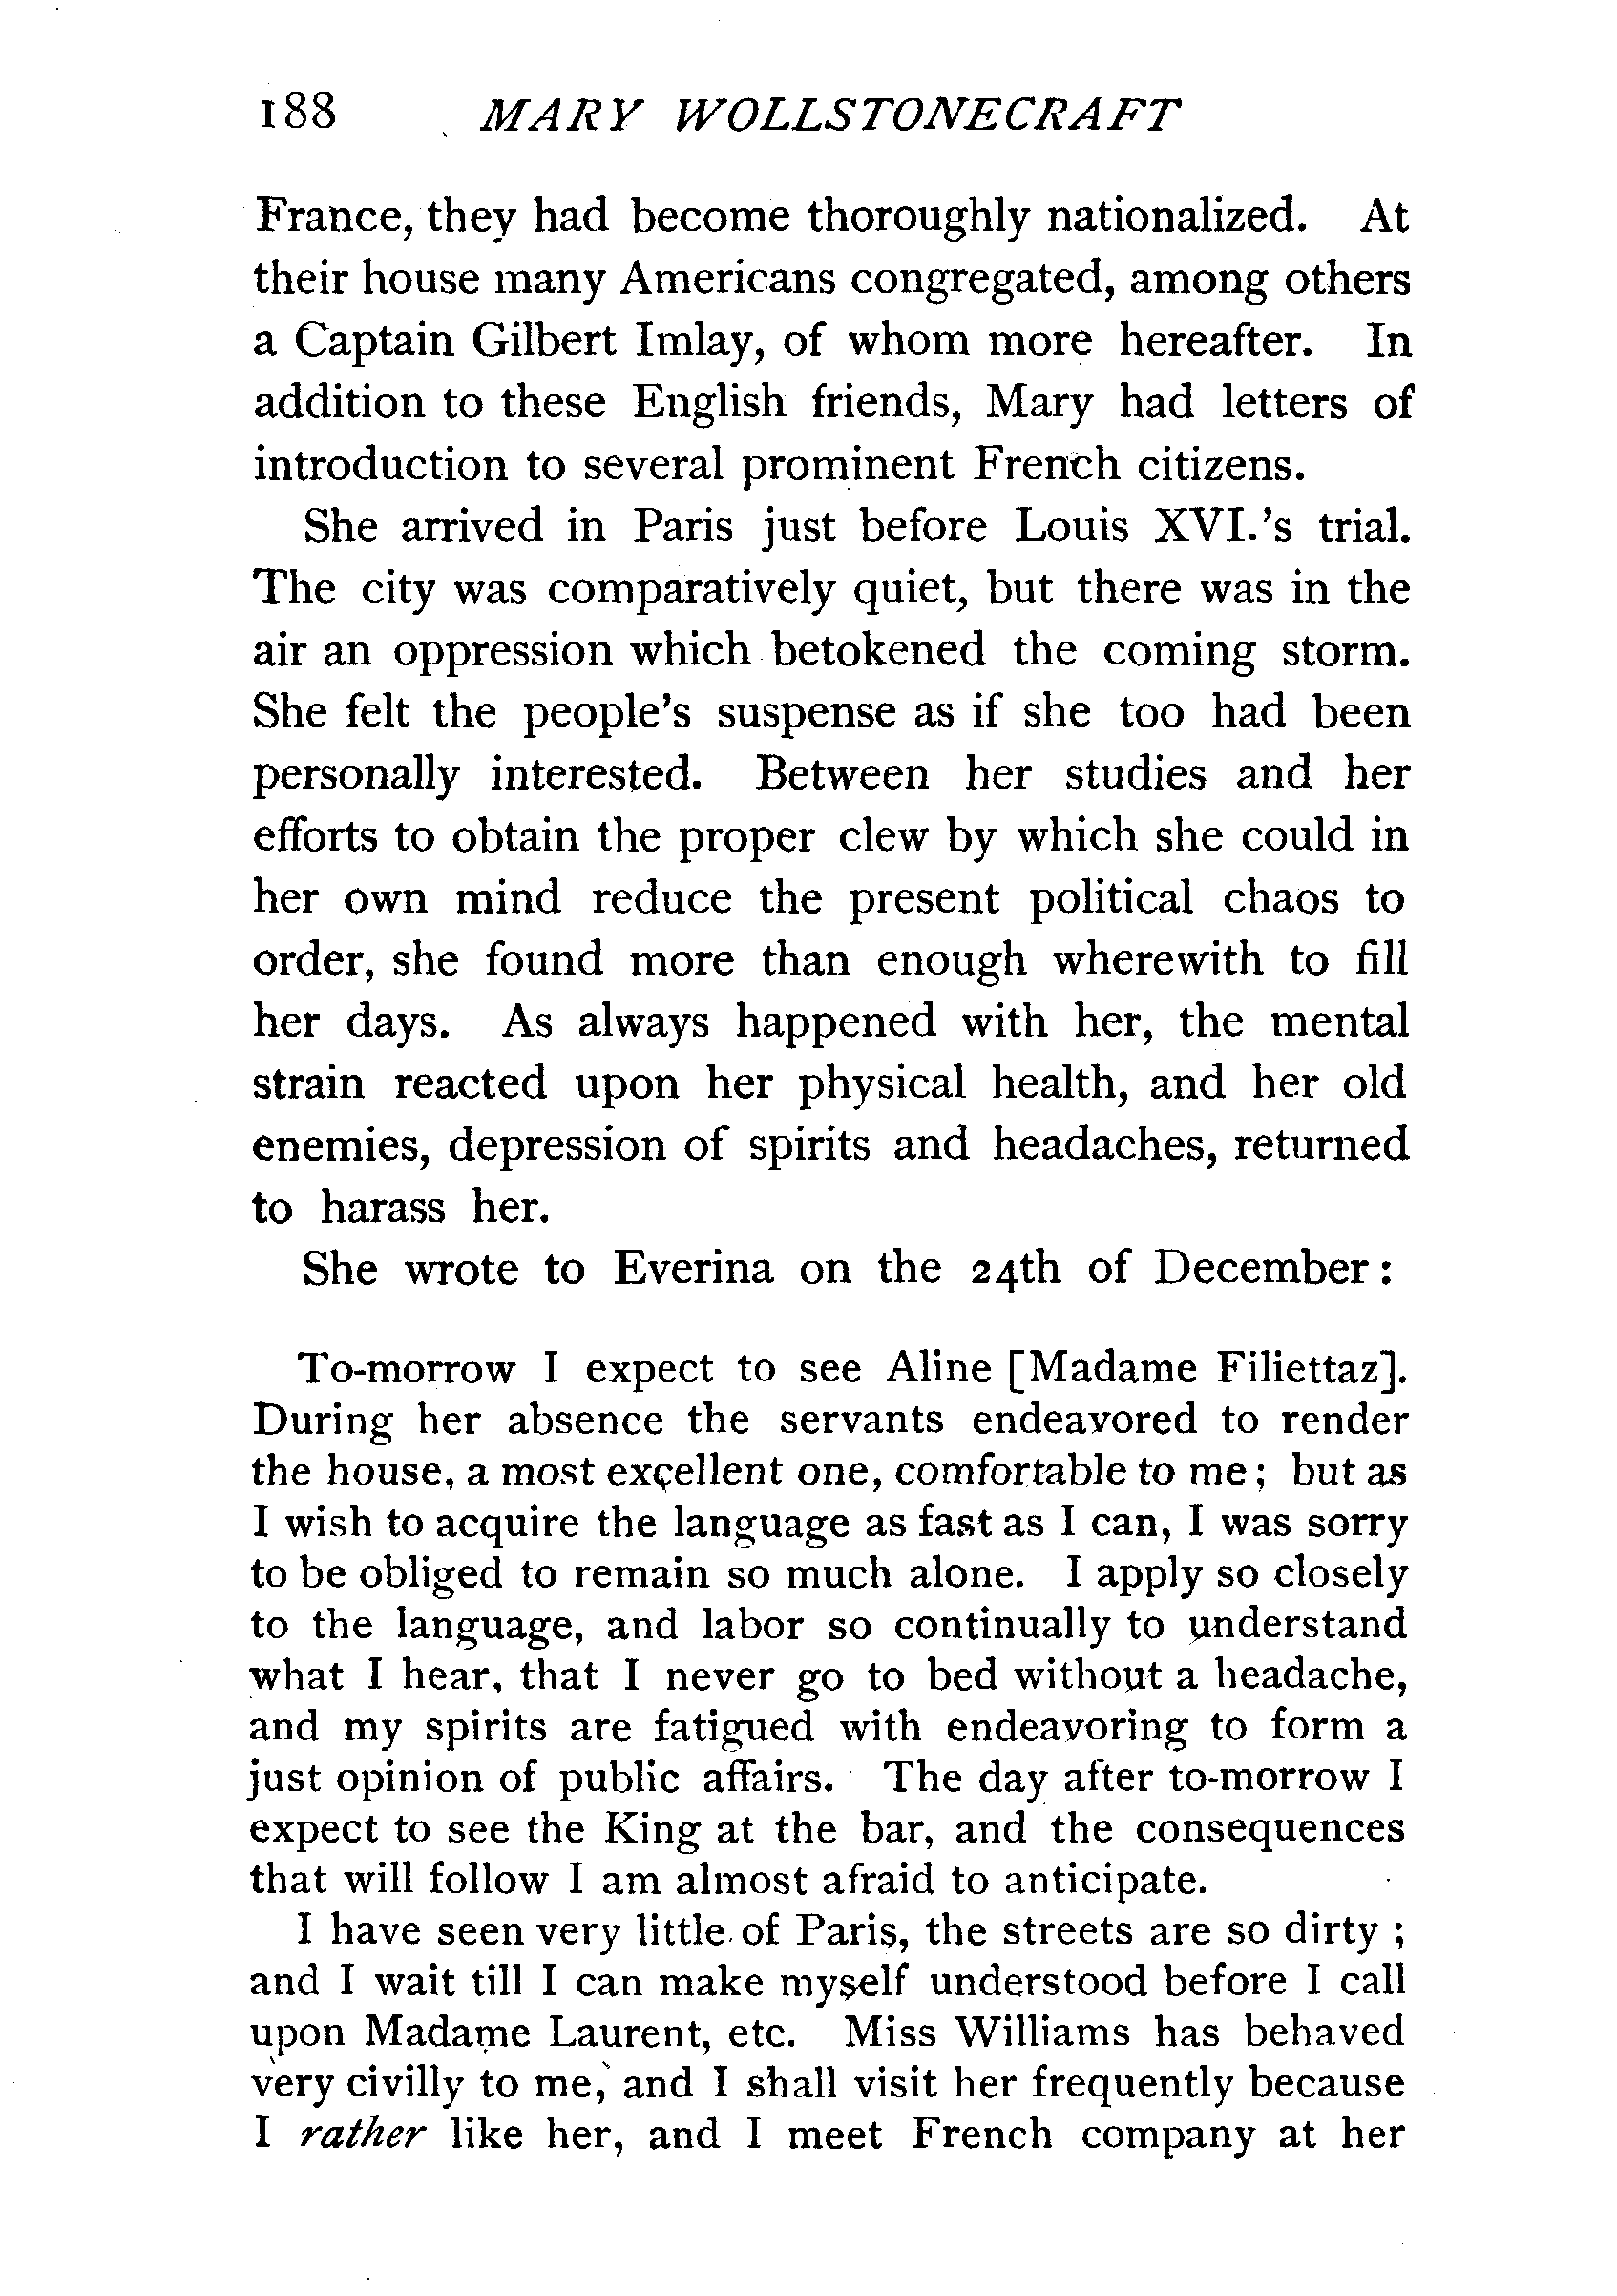 188 MARY WOLLSTONECRAFT
France, they had become thoroughly nationalized. At
their house many Americans congregated, among others
a Captain Gilbert Imlay, of whom more hereafter. In
addition to these English friends, Mary had letters of
introduction to several prominent French citizens.
She arrived in Paris just before Louis XVI.'s trial.
The city was comparatively quiet, but there was in the
air an oppression which betokened the coming storm.
She felt the people's suspense as if she too had been
personally interested. Between her studies and her
efforts to obtain the proper clew by which she could in
her own mind reduce the present political chaos to
order, she found more than enough wherewith to fill
her days. As always happened with her, the mental
strain reacted upon her physical health, and her old
enemies, depression of spirits and headaches, returned
to harass her.
She wrote to Everina on the 24th of December:
To-morrow I expect to see Aline [Madame Filiettaz].
During her absence the servants endeavored to render
the house, a most excellent one, comfortable to me; but as
I wish to acquire the language as fast as I can, I was sorry
to be obliged to remain so much alone. I apply so closely
to the language, and labor so continually to understand
what I hear, that I never go to bed without a headache,
and my spirits are fatigued with endeavoring to form a
just opinion of public affairs. The day after to-morrow I
expect to see the King at the bar, and the consequences
that will follow I am almost afraid to anticipate.
I have seen very little of Paris, the streets are so dirty;
and I wait till I can make myself understood before I call
upon Madame Laurent, etc. Miss Williams has behaved
very civilly to me, and I shall visit her frequently because
I rather like her, and I meet French company at her